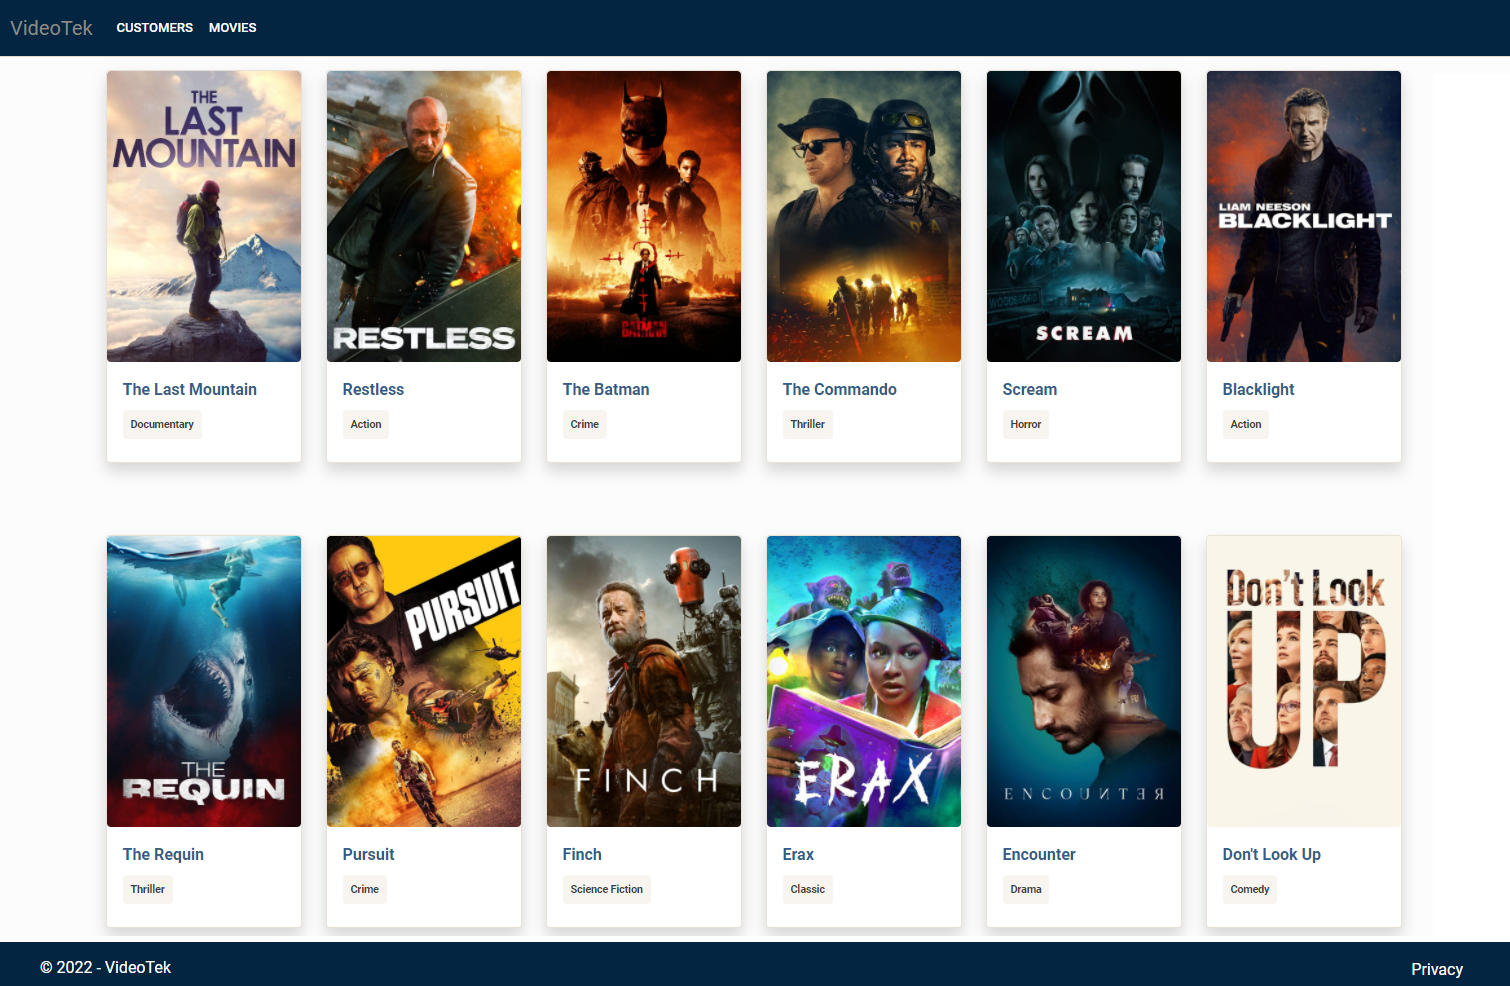 VideoTek
CUSTOMERS
MOVIES
THE
LAST
MOUNTAIN
RESTLESS
BATMAN
WOODSBORO
SCREAM
LIAM NEESON
BLACKLIGHT
The Last Mountain
Restless
The Batman
The Commando
Scream
Blacklight
Documentary
Action
Crime
Thriller
Horror
Action
THE
REQUIN
PURSUIT
FINCH
ERAX
ENCOUNTER
Don't Look
UP
The Requin
Pursuit
Finch
Erax
Encounter
Don't Look Up
Thriller
Crime
Science Fiction
Classic
Drama
Comedy
© 2022 - VideoTek
Privacy